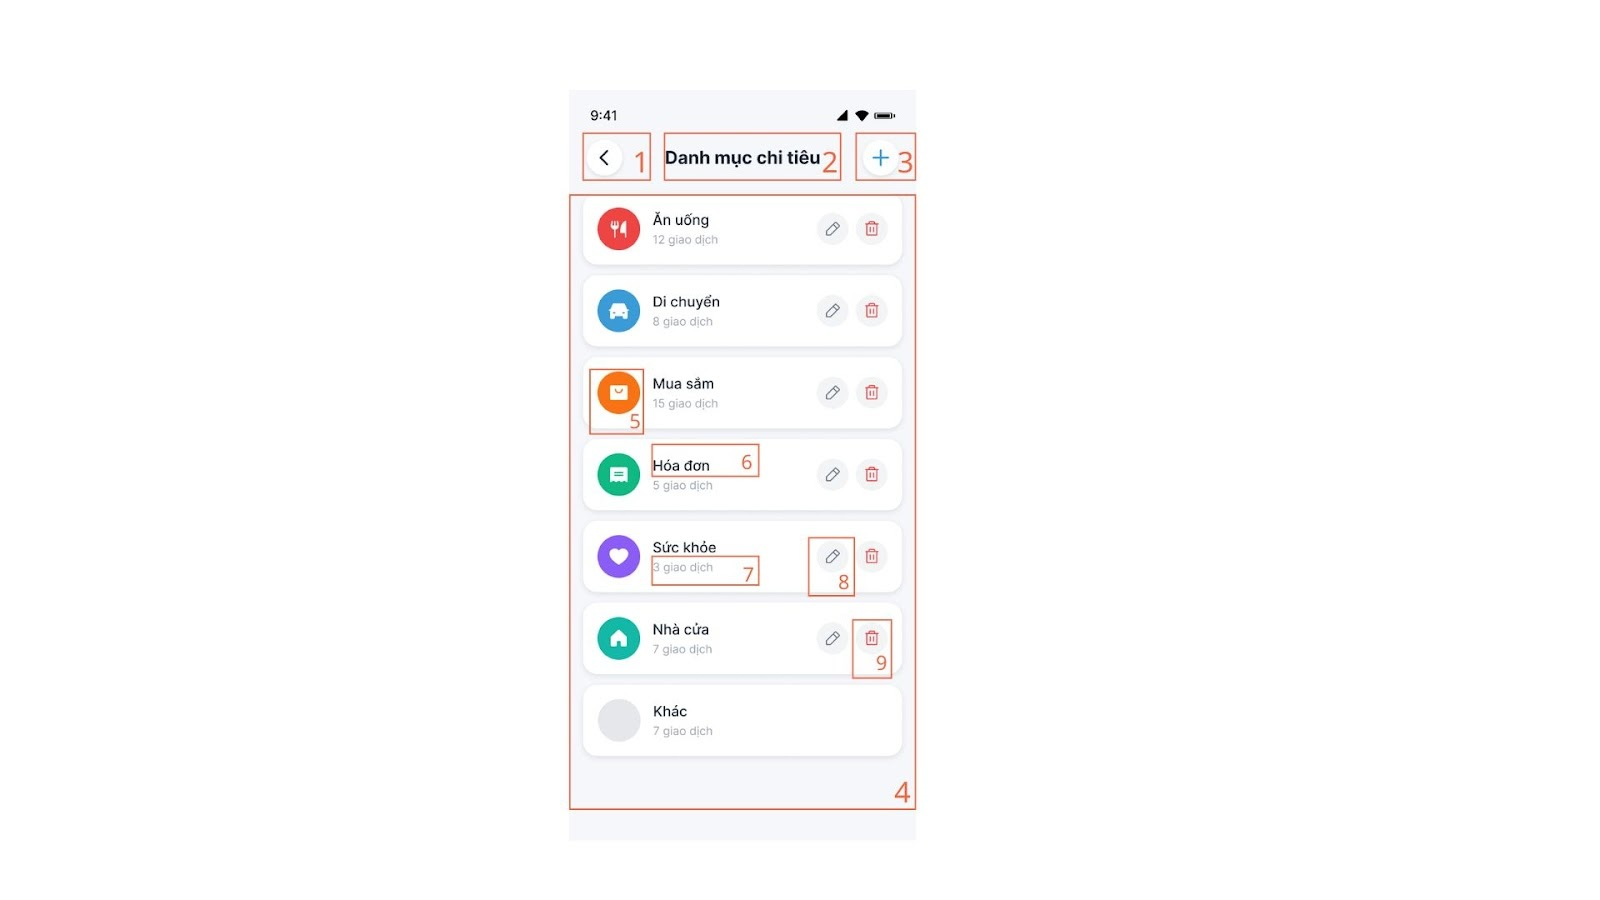 9:41
1
Danh mục chi tiêu 2
3
Ăn uống
12 giao dịch
Di chuyển
8 giao dịch
Mua sắm
15 giao dịch
5
Hóa đơn 6
5 giao dịch
Sức khỏe
3 giao dịch 7
8
Nhà cửa
7 giao dịch
9
Khác
7 giao dịch
4